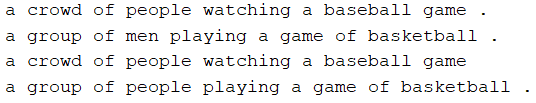 a crowd of people watching a baseball game .
a group of men playing a game of basketball .
a crowd of people watching a baseball game
a group of people playing a game of basketball .